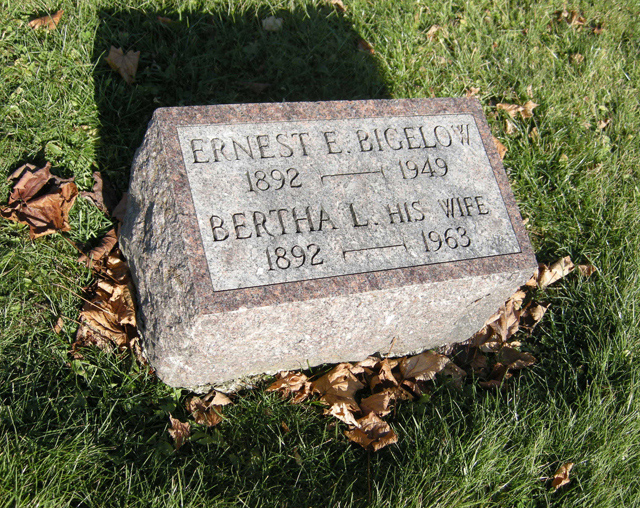 ERNEST E. BIGELOW
1892 — 1949
BERTHA L. HIS WIFE
1892 — 1963